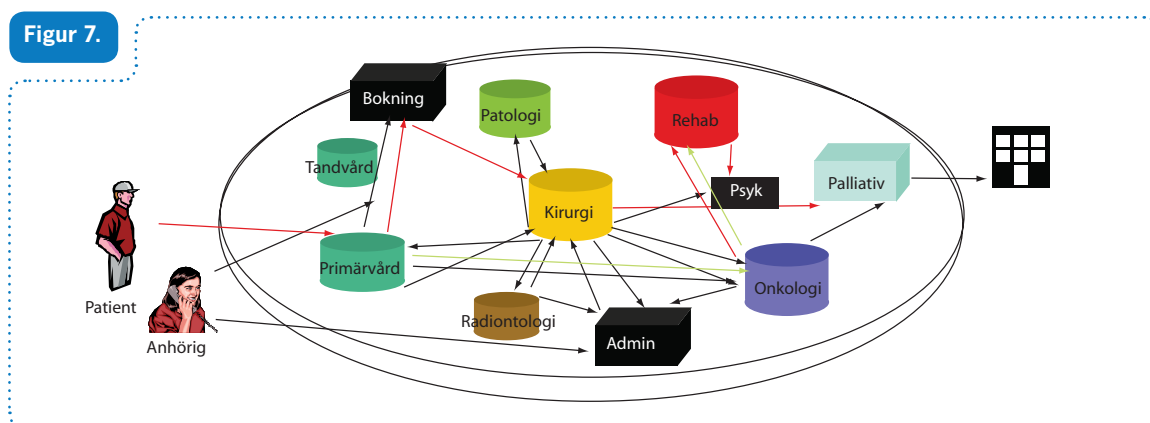 Figur 7.
Bokning
Patologi
Rehab
Tandvård
Psyk
Palliativ
Kirurgi
Primärvård
Onkologi
Patient
Radiontologi
Admin
Anhörig